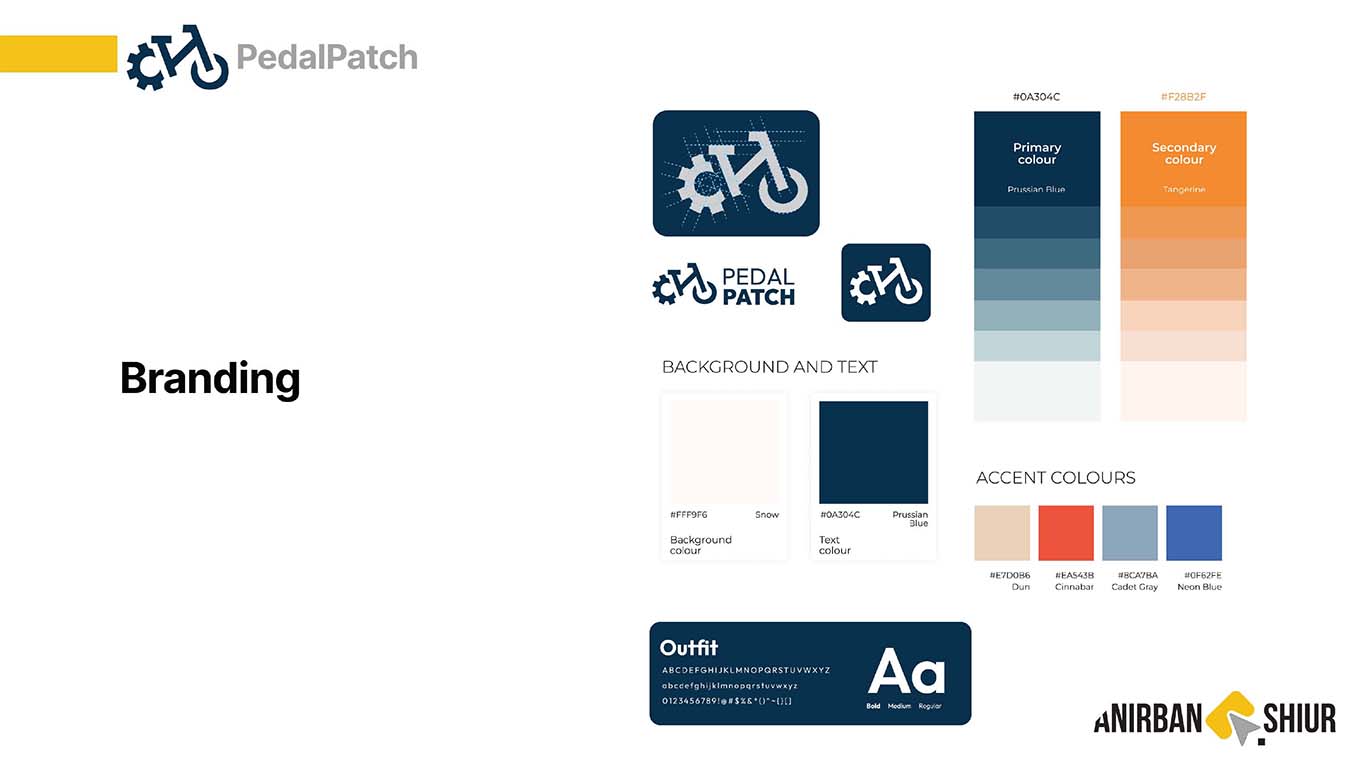 PedalPatch
Branding
PEDAL
PATCH
BACKGROUND AND TEXT
#FFF9F6 Snow
Background
colour
#0A304C Prussian
Blue
Text
colour
#0A304C
Primary
colour
Prussian Blue
#F28B2F
Secondary
colour
Tangerine
ACCENT COLOURS
#E7D0B6
Dun
#EA543B
Cinnabar
#8CA7BA
Cadet Gray
#0F62FE
Neon Blue
Outfit
ABCDEFGHIJKLMNOPQRSTUVWXYZ
abcdefghijklmnopqrstuvwxyz
0123456789!@#$%&*()^~{}[]
Aa
Bold Medium Regular
ANIRBAN SHIUR